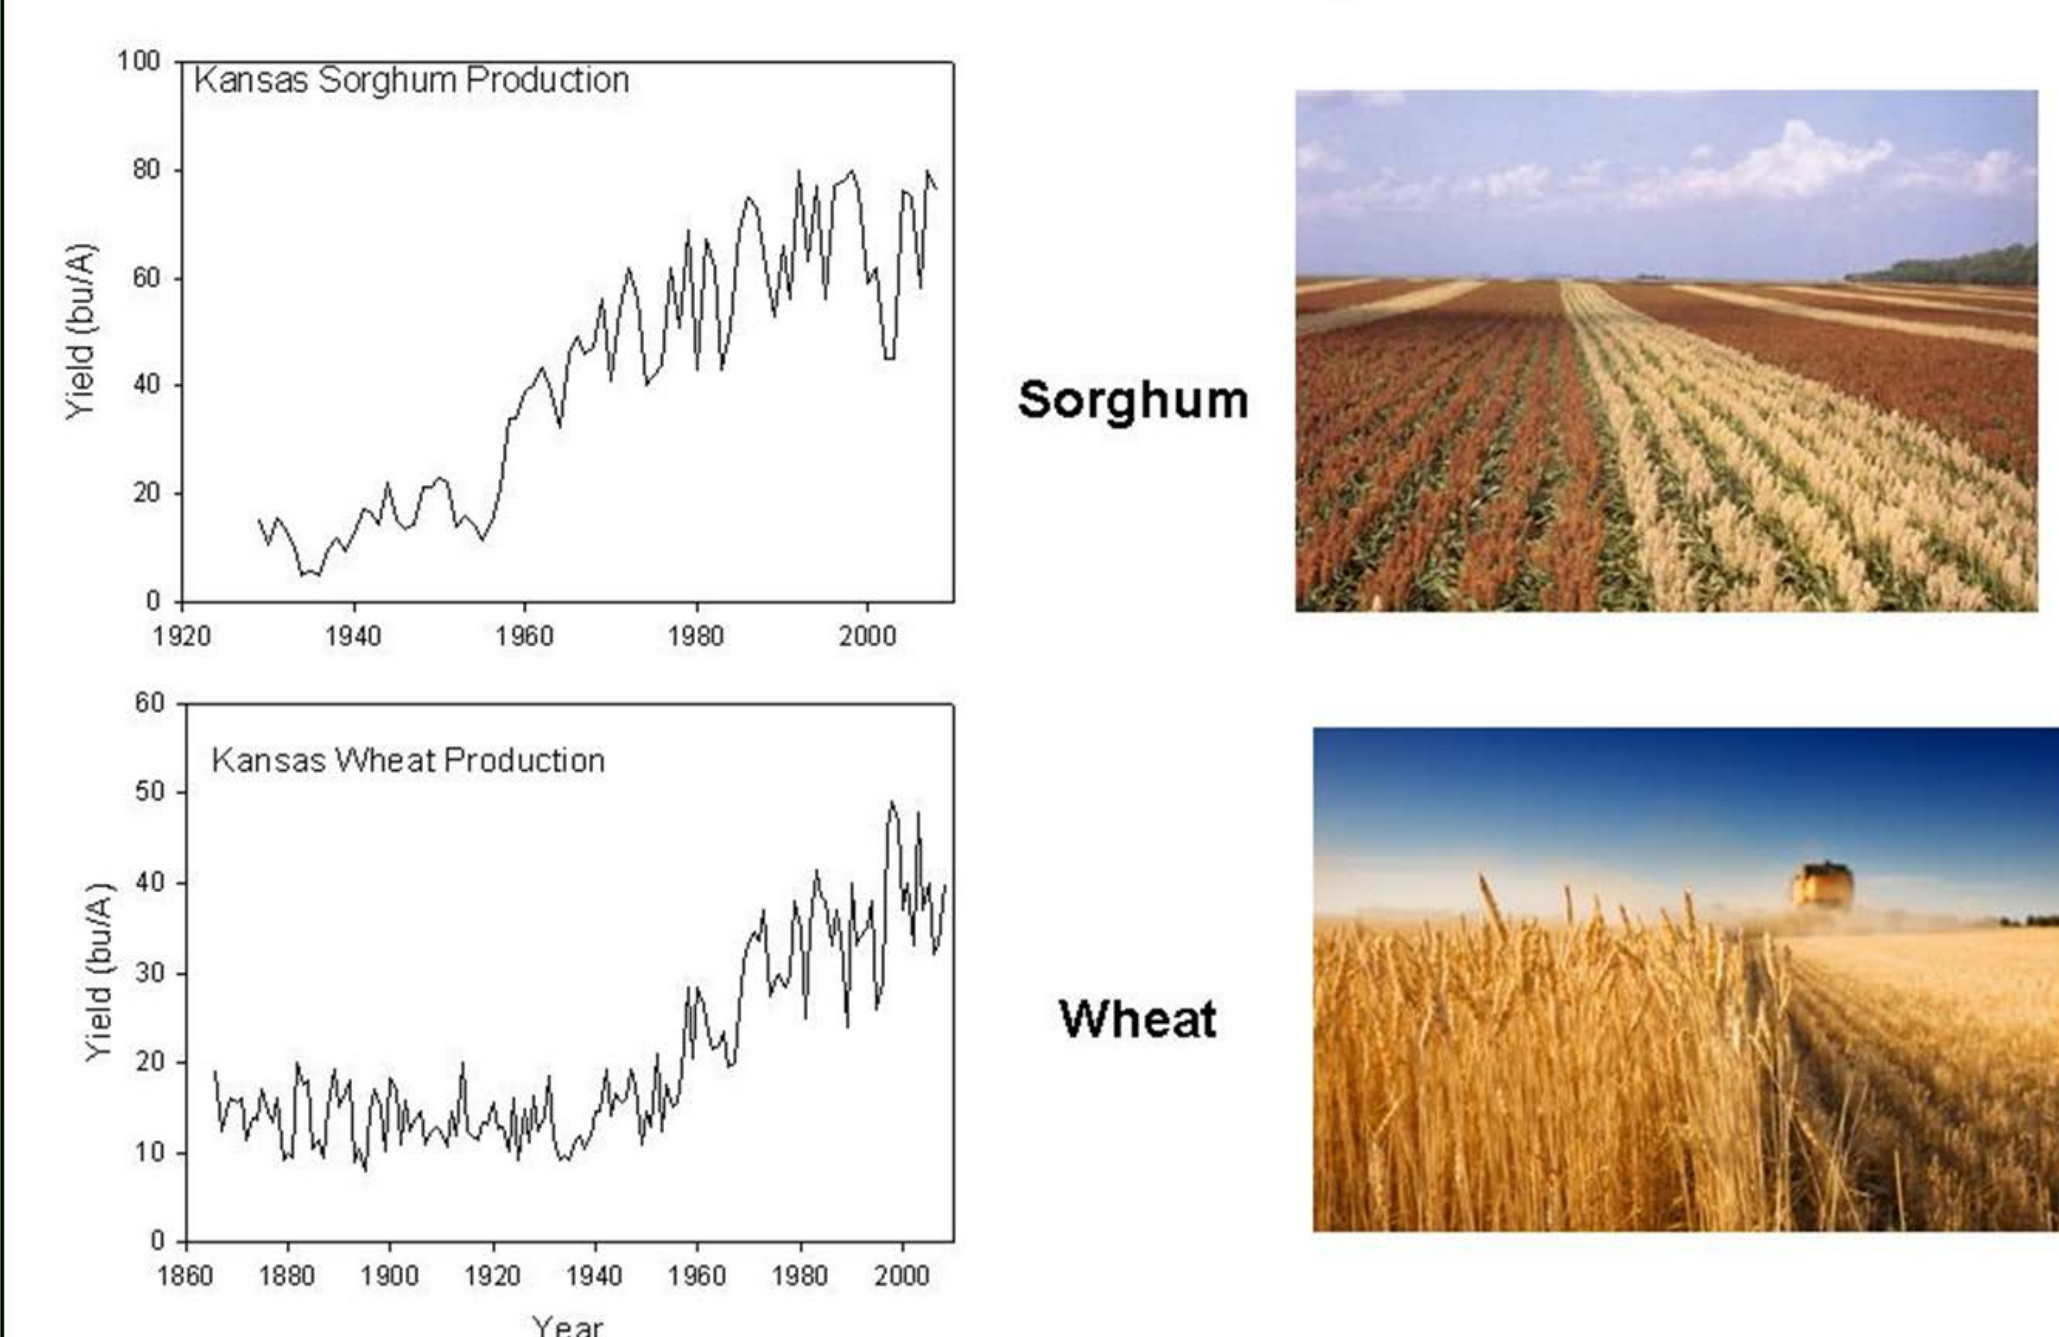 100
Kansas Sorghum Production
80
60
40
20
0
Yield (bu/A)
1920 1940 1960 1980 2000
Sorghum
60
Kansas Wheat Production
50
40
30
20
10
0
Yield (bu/A)
1860 1880 1900 1920 1940 1960 1980 2000
Year
Wheat